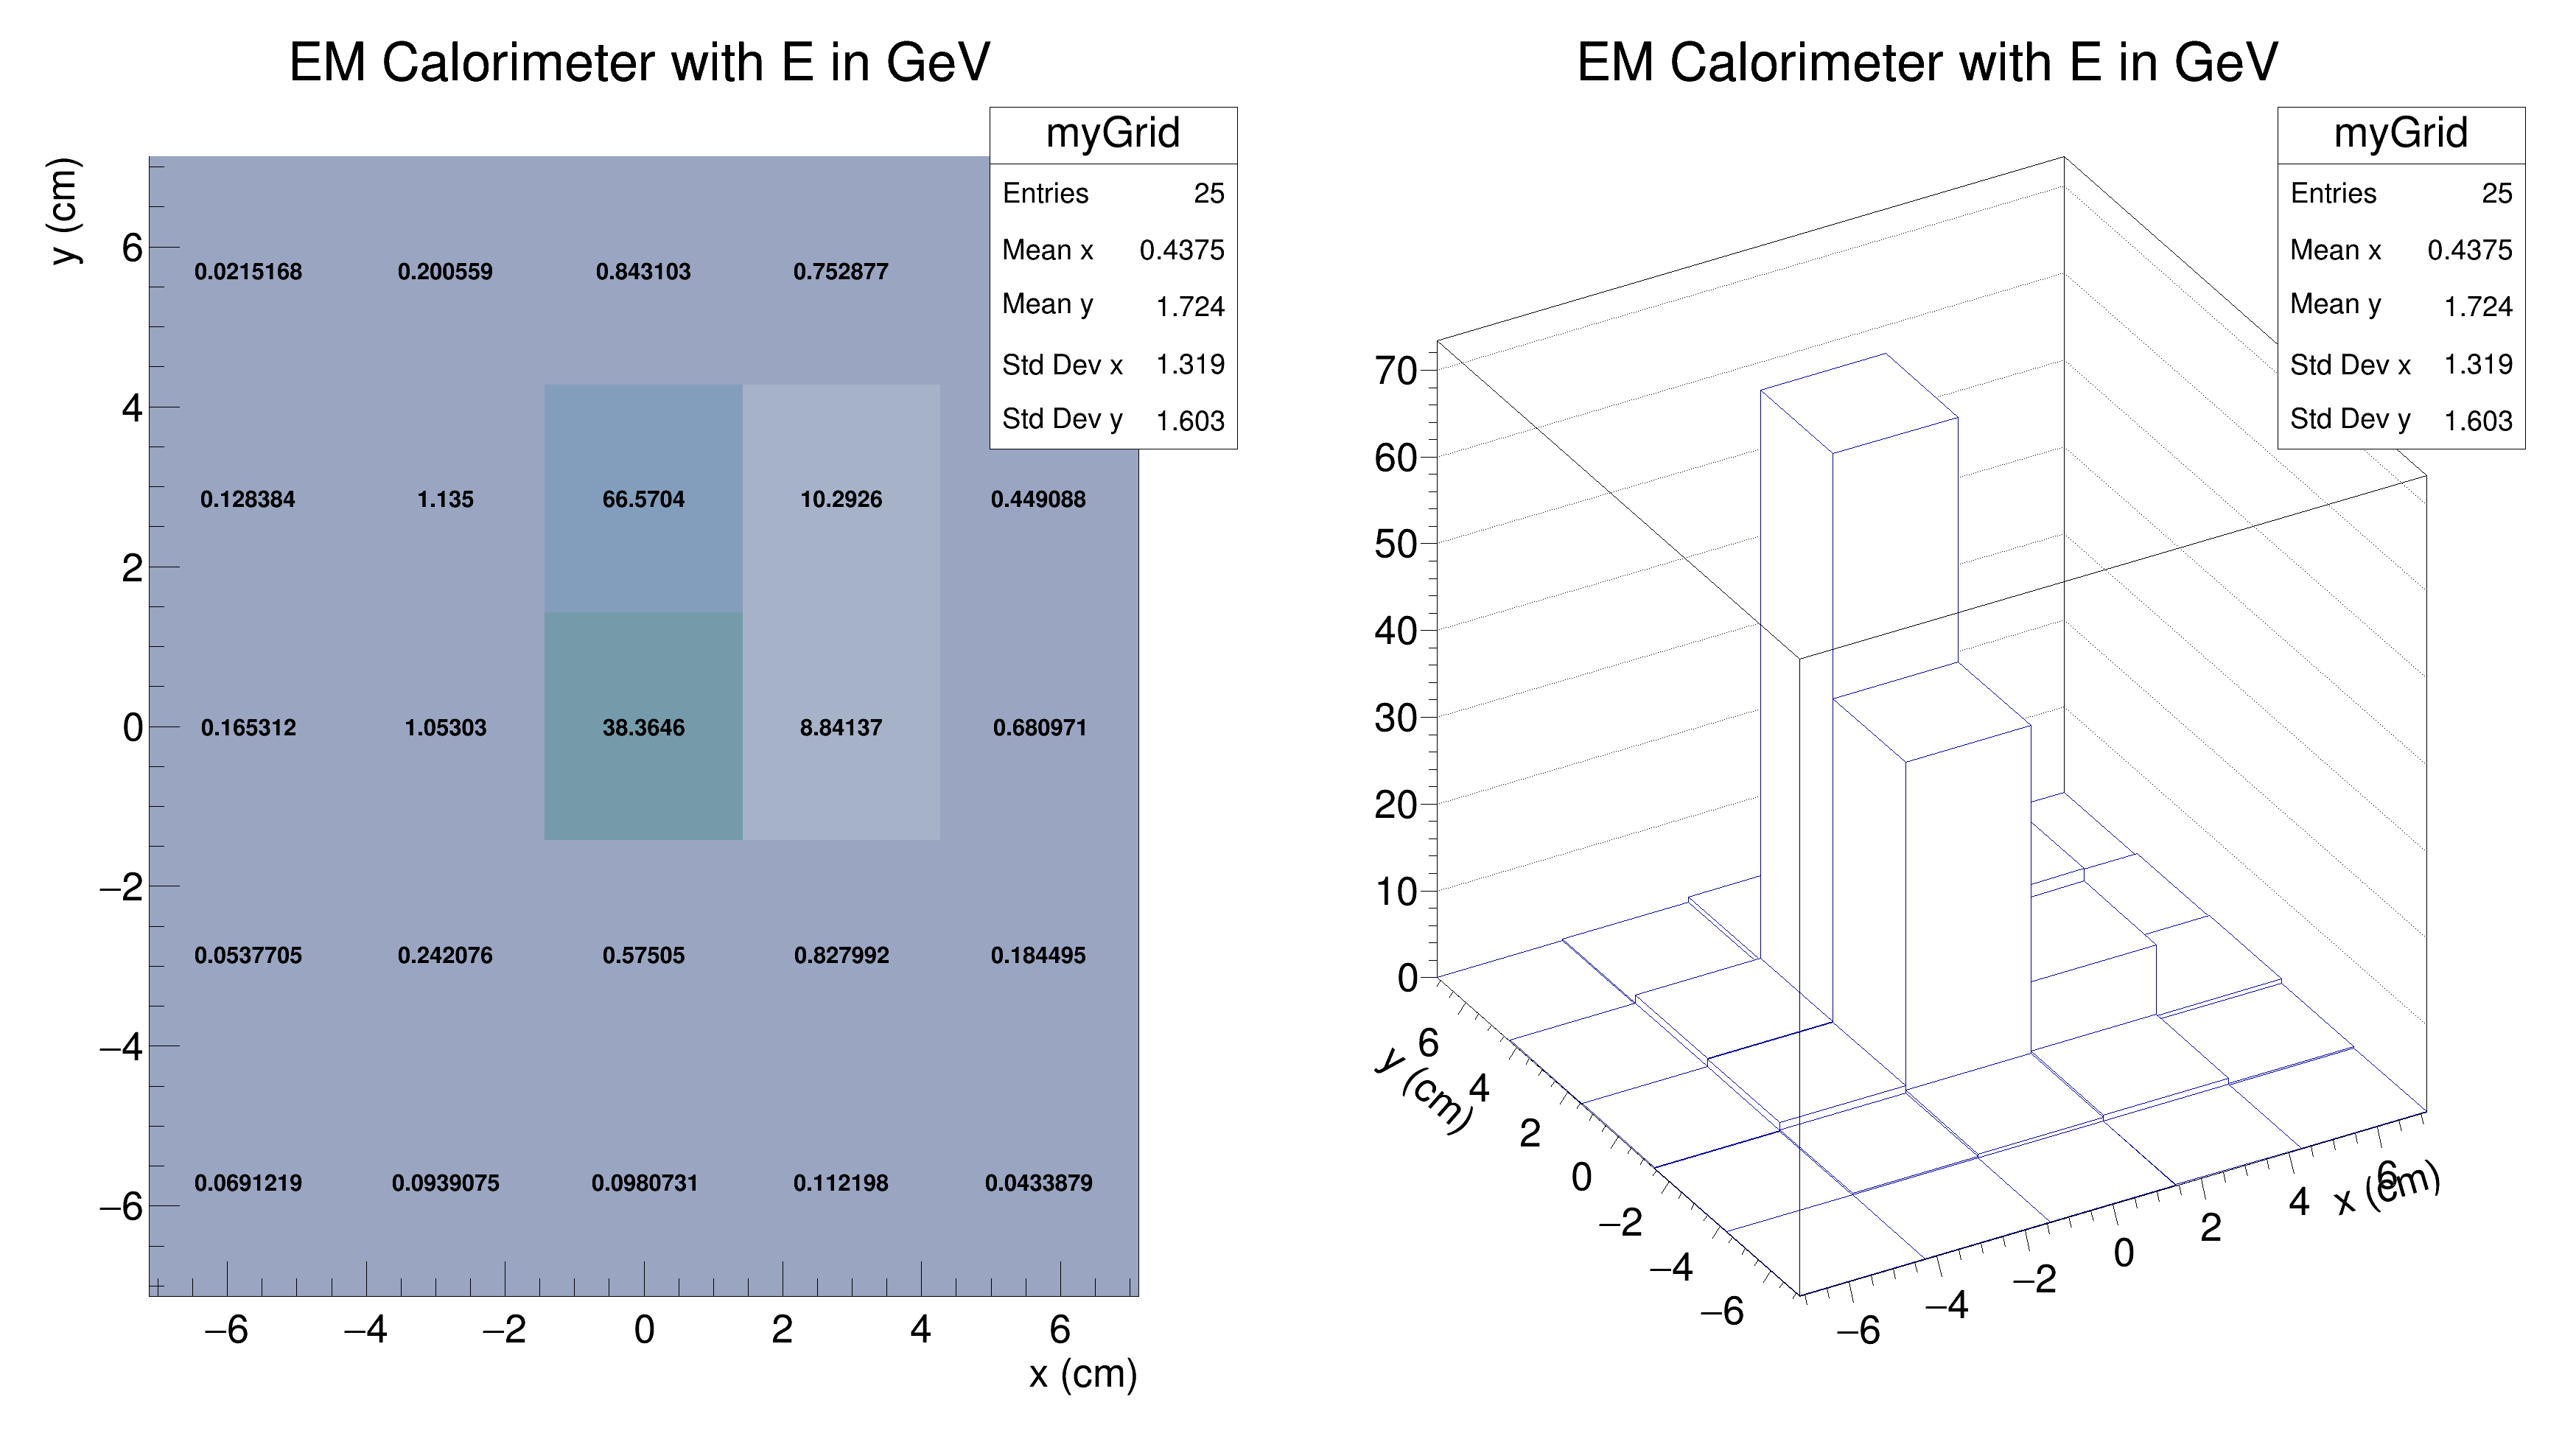 EM Calorimeter with E in GeV
myGrid
Entries 25
Mean x 0.4375
Mean y 1.724
Std Dev x 1.319
Std Dev y 1.603
y (cm)
6
4
2
0
−2
−4
−6
0.0215168 0.200559 0.843103 0.752877
0.128384 1.135 66.5704 10.2926 0.449088
0.165312 1.05303 38.3646 8.84137 0.680971
0.0537705 0.242076 0.57505 0.827992 0.184495
0.0691219 0.0939075 0.0980731 0.112198 0.0433879
−6 −4 −2 0 2 4 6
x (cm)
EM Calorimeter with E in GeV
myGrid
Entries 25
Mean x 0.4375
Mean y 1.724
Std Dev x 1.319
Std Dev y 1.603
70
60
50
40
30
20
10
0
y (cm)
6
4
2
0
−2
−4
−6
−6 −4 −2 0 2 4 6
x (cm)